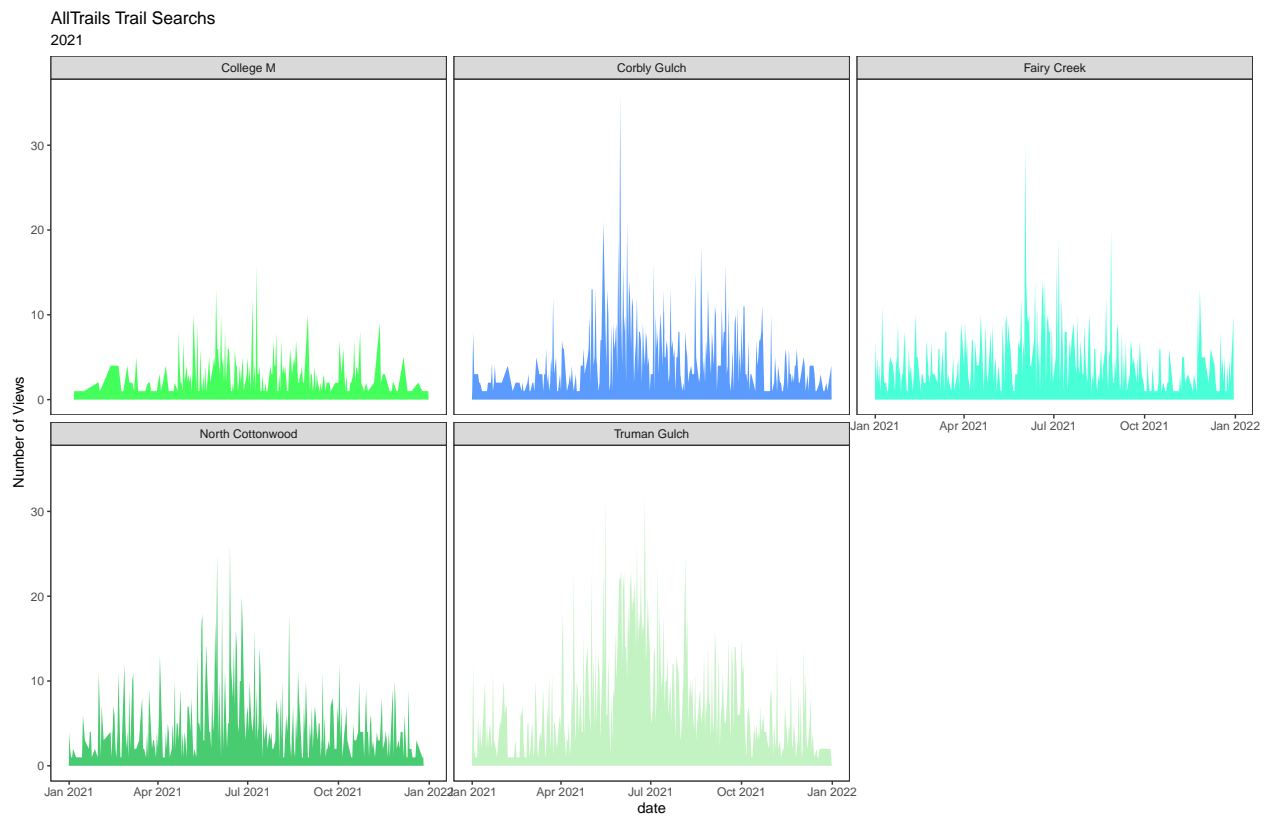 AllTrails Trail Searchs
2021
College M
Corbly Gulch
Fairy Creek
30
20
10
0
Jan 2021
Apr 2021
Jul 2021
Oct 2021
Jan 2022
Number of Views
North Cottonwood
Truman Gulch
30
20
10
0
Jan 2021
Apr 2021
Jul 2021
Oct 2021
Jan 2022
Jan 2021
Apr 2021
Jul 2021
Oct 2021
Jan 2022
date